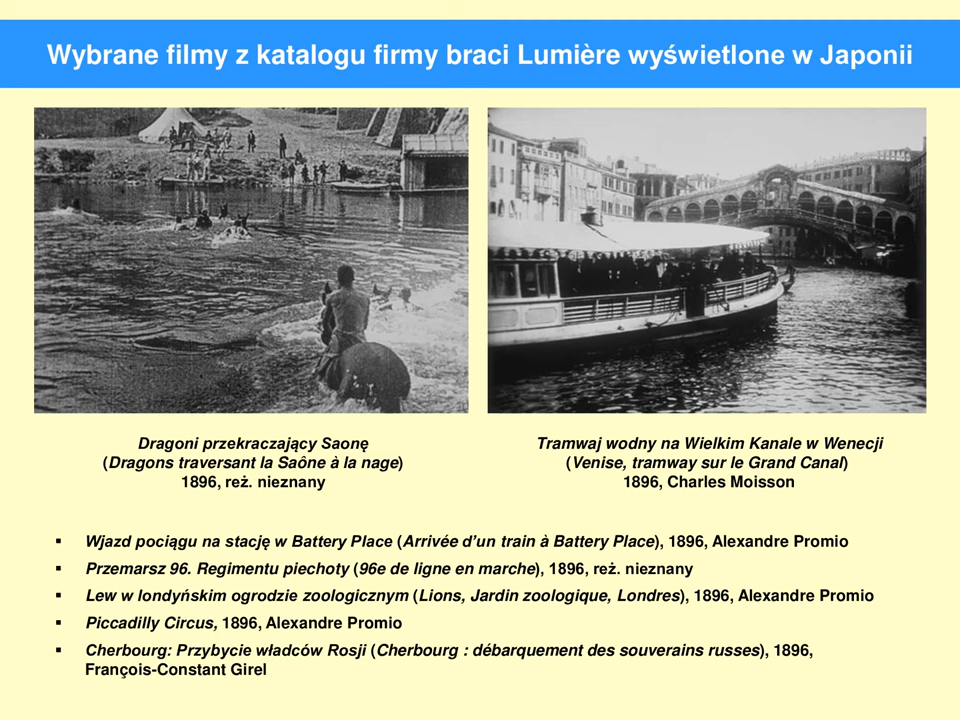 Wybrane filmy z katalogu firmy braci Lumière wyświetlone w Japonii
Dragoni przekraczający Saonę
(Dragons traversant la Saône à la nage)
1896, reż. nieznany
Tramwaj wodny na Wielkim Kanale w Wenecji
(Venise, tramway sur le Grand Canal)
1896, Charles Moisson
▪ Wjazd pociągu na stację w Battery Place (Arrivée d’un train à Battery Place), 1896, Alexandre Promio
▪ Przemarsz 96. Regimentu piechoty (96e de ligne en marche), 1896, reż. nieznany
▪ Lew w londyńskim ogrodzie zoologicznym (Lions, Jardin zoologique, Londres), 1896, Alexandre Promio
▪ Piccadilly Circus, 1896, Alexandre Promio
▪ Cherbourg: Przybycie władców Rosji (Cherbourg : débarquement des souverains russes), 1896,
François-Constant Girel